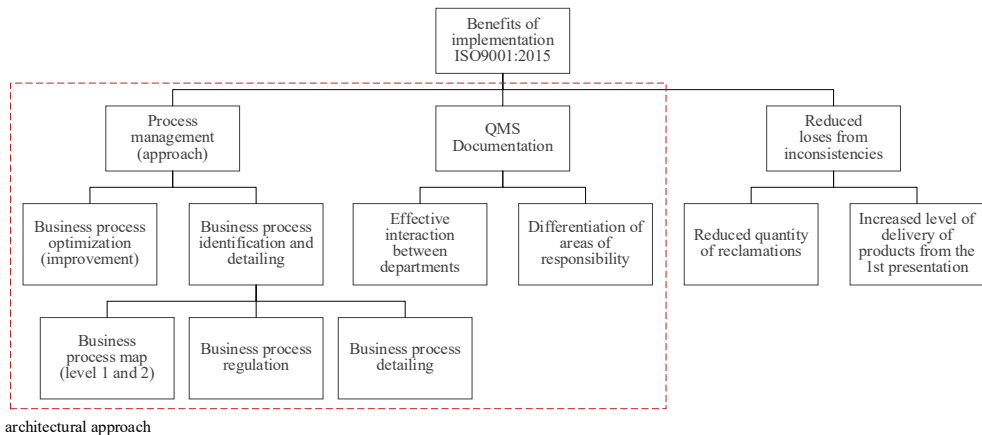 Benefits of
implementation
ISO9001:2015
Process
management
(approach)
QMS
Documentation
Reduced
loses from
inconsistencies
Business process
optimization
(improvement)
Business process
identification and
detailing
Effective
interaction
between
departments
Differentiation of
areas of
responsibility
Reduced quantity
of reclamations
Increased level of
delivery of
products from the
1st presentation
Business
process map
(level 1 and 2)
Business process
regulation
Business process
detailing
architectural approach